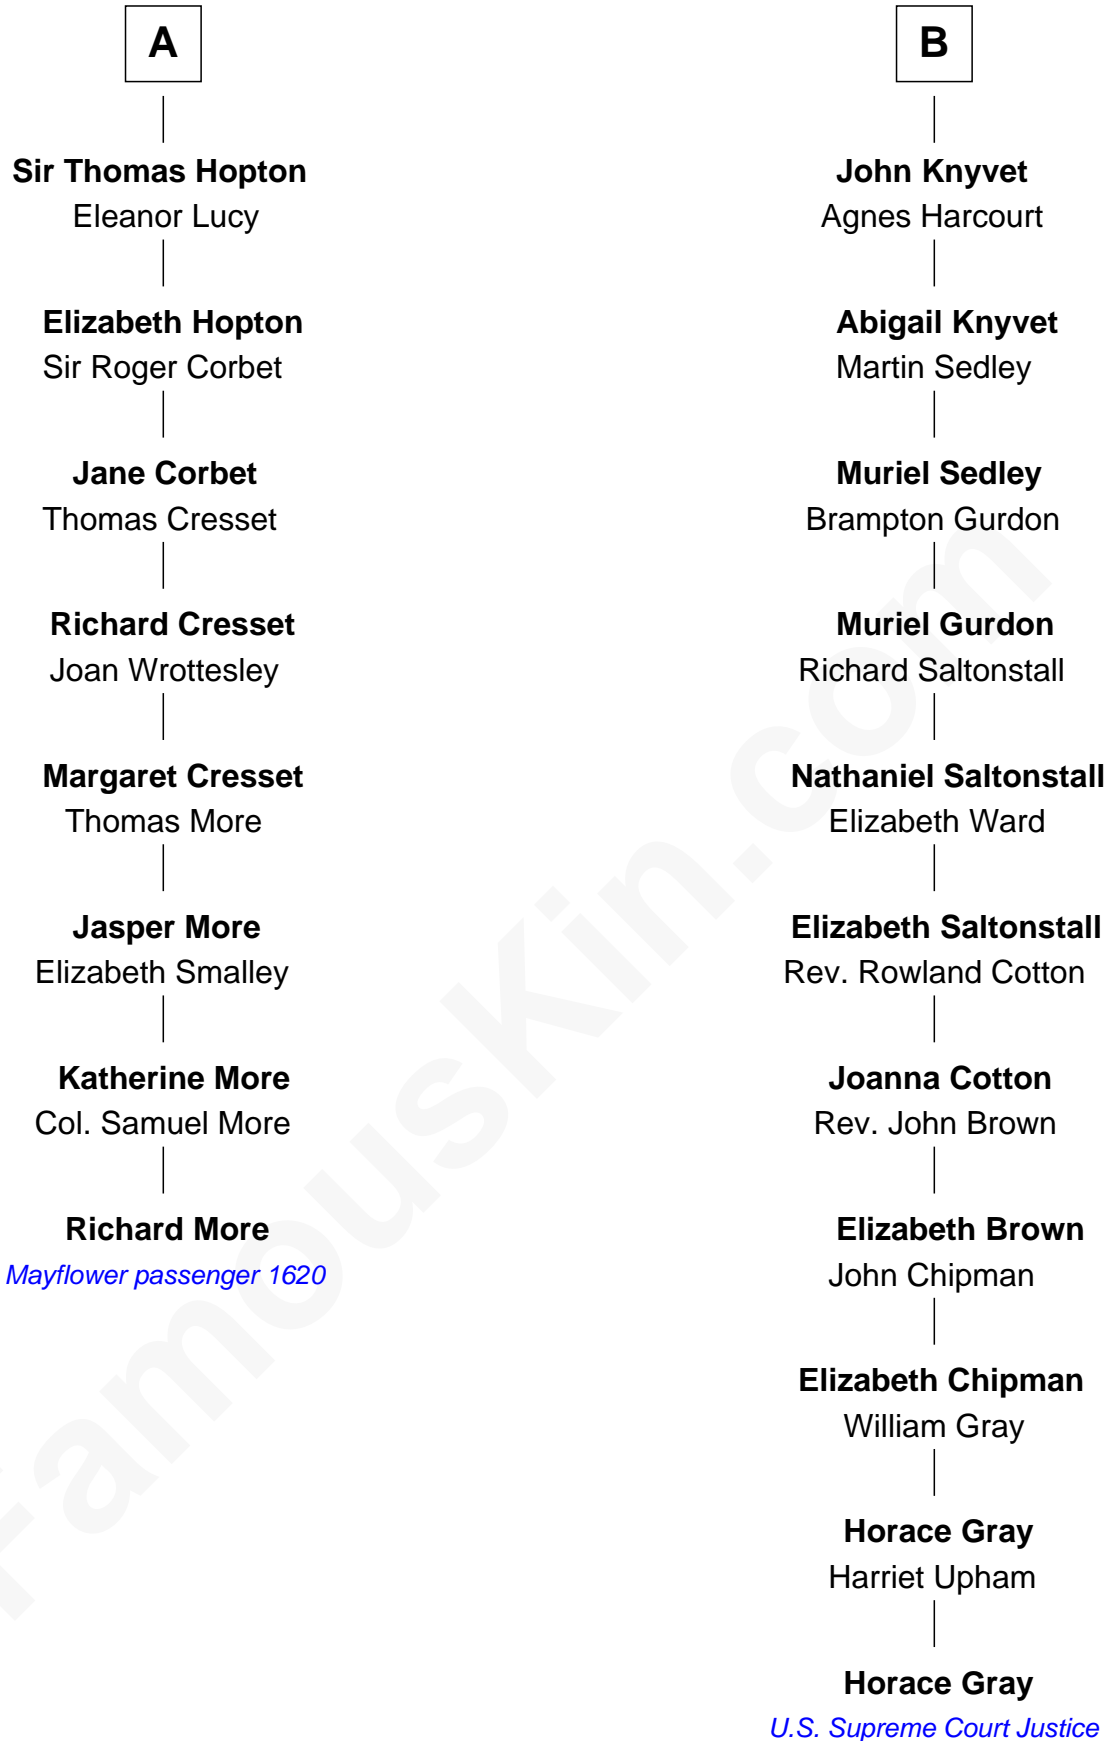 A
Sir Thomas Hopton
Eleanor Lucy
Elizabeth Hopton
Sir Roger Corbet
Jane Corbet
Thomas Cresset
Richard Cresset
Joan Wrottesley
Margaret Cresset
Thomas More
Jasper More
Elizabeth Smalley
Katherine More
Col. Samuel More
Richard More
Mayflower passenger 1620
B
John Knyvet
Agnes Harcourt
Abigail Knyvet
Martin Sedley
Muriel Sedley
Brampton Gurdon
Muriel Gurdon
Richard Saltonstall
Nathaniel Saltonstall
Elizabeth Ward
Elizabeth Saltonstall
Rev. Rowland Cotton
Joanna Cotton
Rev. John Brown
Elizabeth Brown
John Chipman
Elizabeth Chipman
William Gray
Horace Gray
Harriet Upham
Horace Gray
U.S. Supreme Court Justice
FamousKin.com